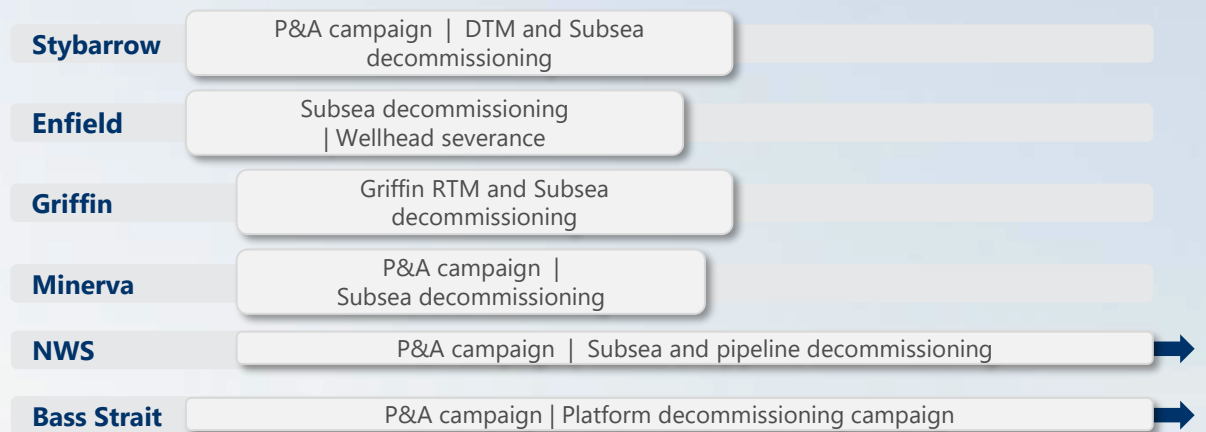 Stybarrow
P&A campaign | DTM and Subsea
decommissioning
Enfield
Subsea decommissioning
| Wellhead severance
Griffin
Griffin RTM and Subsea
decommissioning
Minerva
P&A campaign |
Subsea decommissioning
NWS
P&A campaign | Subsea and pipeline decommissioning
Bass Strait
P&A campaign | Platform decommissioning campaign